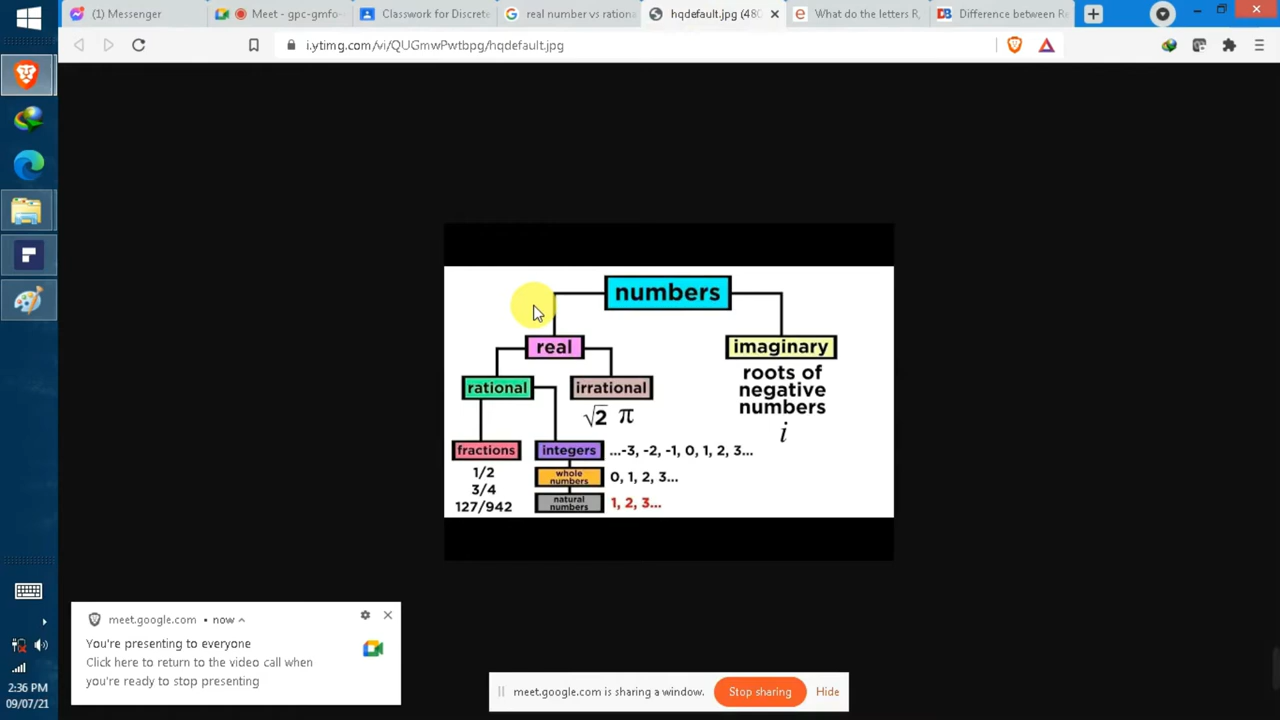 Messenger
Meet - gpc-gmfo
Classwork for Discrete
real number vs rationa
hqdefault.jpg (480
What do the letters R,
Difference between Re
i.ytimg.com/vi/QUGmwPwtbpg/hqdefault.jpg
numbers
real
imaginary
roots of
negative
numbers
i
rational
irrational
√2 π
fractions
1/2
3/4
127/942
integers
...-3, -2, -1, 0, 1, 2, 3...
whole
numbers
0, 1, 2, 3...
natural
numbers
1, 2, 3...
meet.google.com • now
You're presenting to everyone
Click here to return to the video call when
you're ready to stop presenting
meet.google.com is sharing a window.
Stop sharing
Hide
2:36 PM
09/07/21